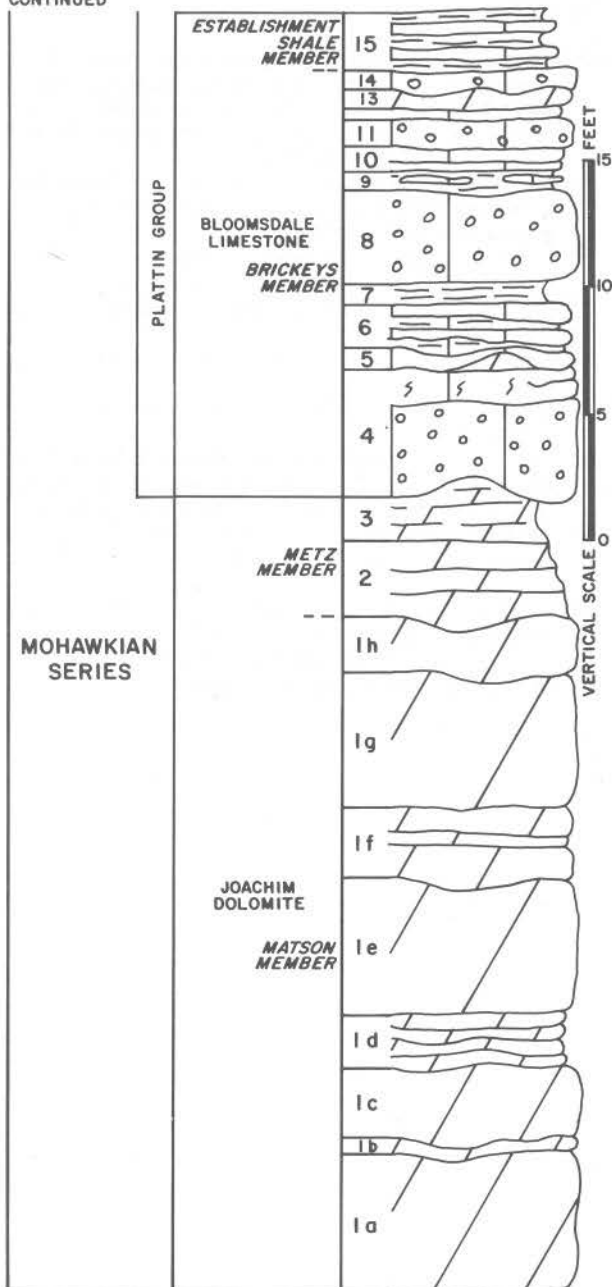 CONTINUED
ESTABLISHMENT
SHALE
MEMBER
15
14
13
11
10
9
8
7
6
5
4
3
2
1h
1g
1f
1e
1d
1c
1b
1a
PLATTIN GROUP
BLOOMSDALE
LIMESTONE
BRICKEYS
MEMBER
METZ
MEMBER
MOHAWKIAN
SERIES
JOACHIM
DOLOMITE
MATSON
MEMBER
15
10
5
0
FEET
VERTICAL SCALE